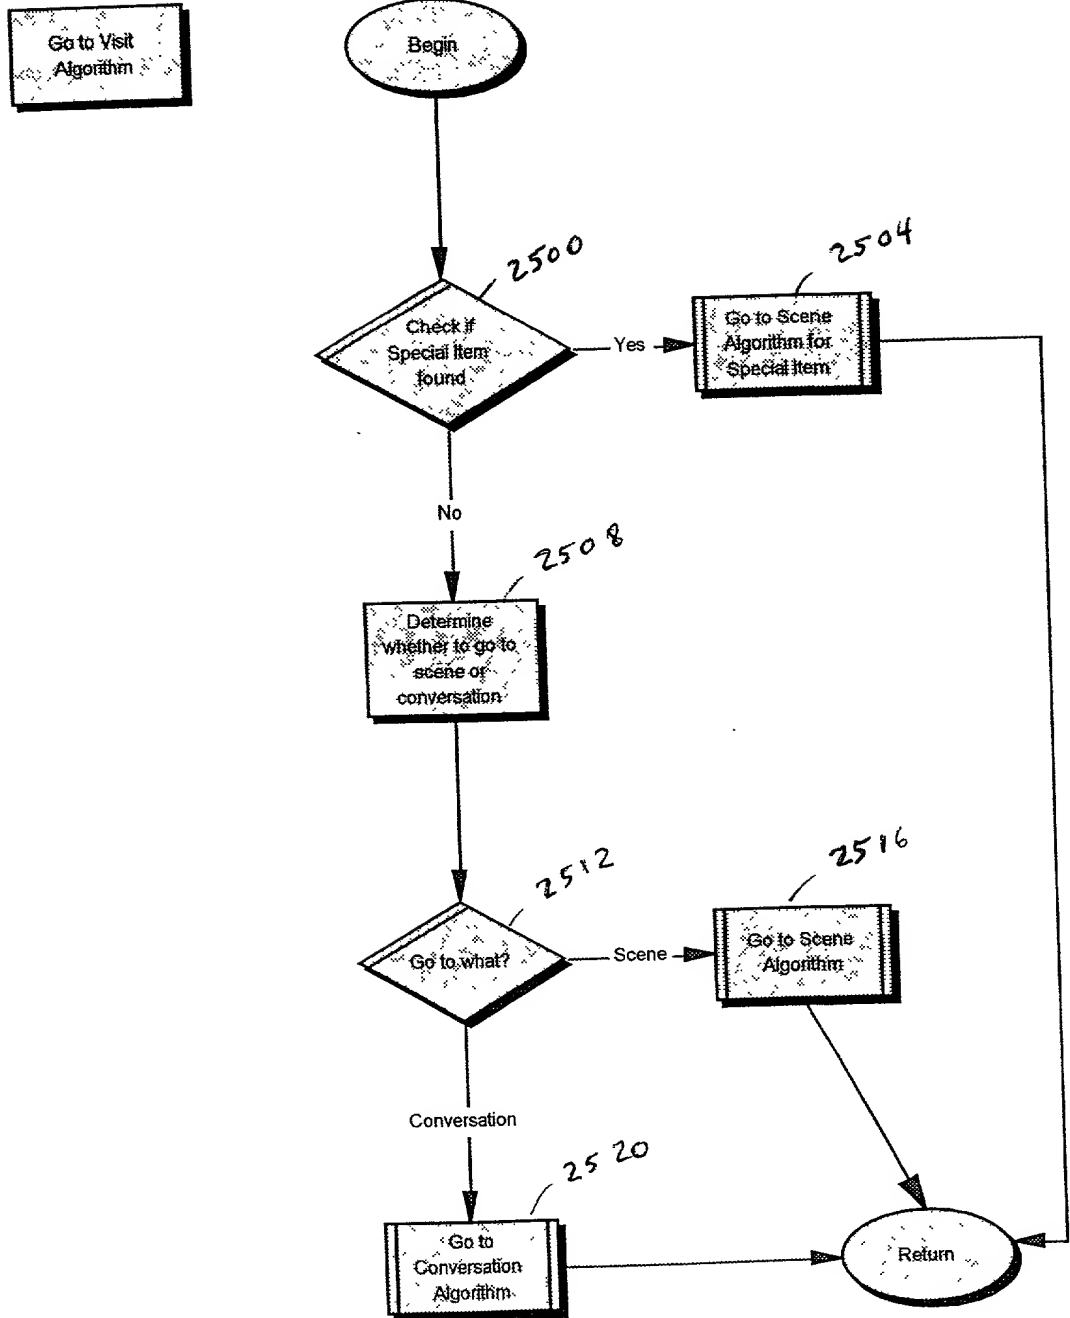 Go to Visit
Algorithm
Begin
2500
Check if
Special Item
found
Yes
2504
Go to Scene
Algorithm for
Special Item
No
2508
Determine
whether to go to
scene or
conversation
2512
Go to what?
Scene
2516
Go to Scene
Algorithm
Conversation
2520
Go to
Conversation
Algorithm
Return